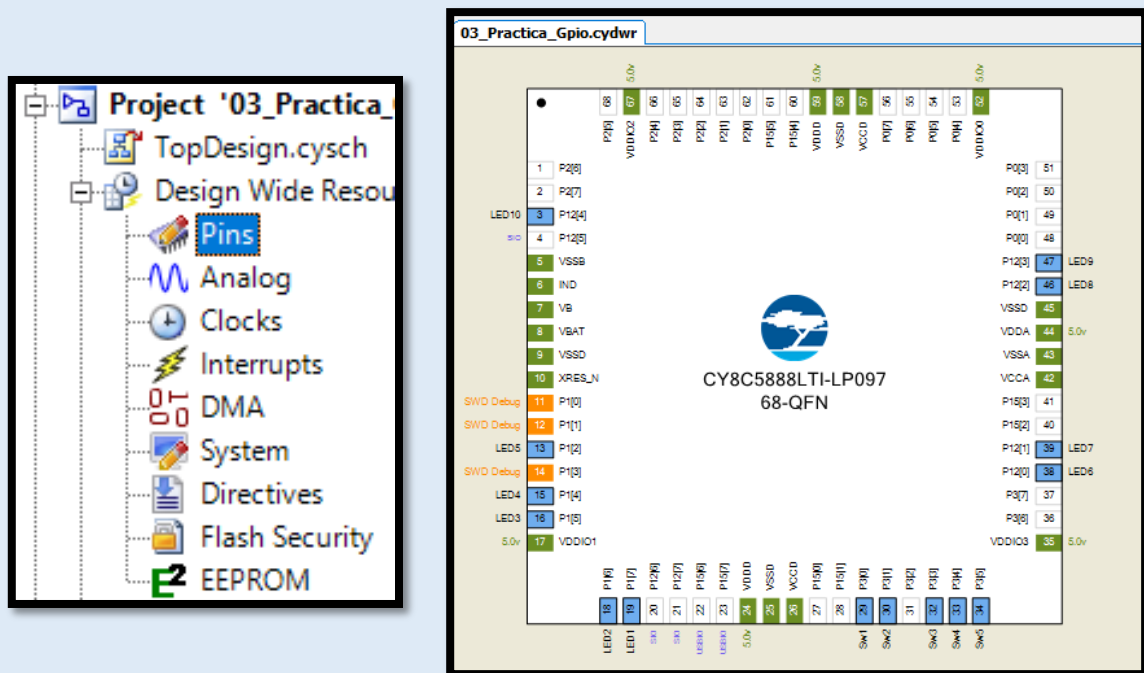 Project '03_Practica_
TopDesign.cysch
Design Wide Resou
Pins
Analog
Clocks
Interrupts
DMA
System
Directives
Flash Security
EEPROM
03_Practica_Gpio.cydwr
5.0v 5.0v 5.0v
68 67 66 65 64 63 62 61 60 59 58 57 56 55 54 53 52
P2[5] VDDIO2 P2[4] P2[3] P2[2] P2[1] P2[0] P15[5] P15[4] VDDD VSSD VCCD P0[7] P0[6] P0[5] P0[4] VDDIO0
1 P2[6]
2 P2[7]
LED10 3 P12[4]
SIO 4 P12[5]
5 VSSB
6 IND
7 VB
8 VBAT
9 VSSD
10 XRES_N
SWD Debug 11 P1[0]
SWD Debug 12 P1[1]
LED5 13 P1[2]
SWD Debug 14 P1[3]
LED4 15 P1[4]
LED3 16 P1[5]
5.0v 17 VDDIO1
CY8C5888LTI-LP097
68-QFN
P0[3] 51
P0[2] 50
P0[1] 49
P0[0] 48
P12[3] 47 LED9
P12[2] 46 LED8
VSSD 45
VDDA 44 5.0v
VSSA 43
VCCA 42
P15[3] 41
P15[2] 40
P12[1] 39 LED7
P12[0] 38 LED6
P3[7] 37
P3[6] 36
VDDIO3 35 5.0v
P1[6] P1[7] P12[6] P12[7] P15[6] P15[7] VDDD VSSD VCCD P15[0] P15[1] P3[0] P3[1] P3[2] P3[3] P3[4] P3[5]
18 19 20 21 22 23 24 25 26 27 28 29 30 31 32 33 34
LED2 LED1 SIO SIO USBIO USBIO 5.0v Sw1 Sw2 Sw3 Sw4 Sw5